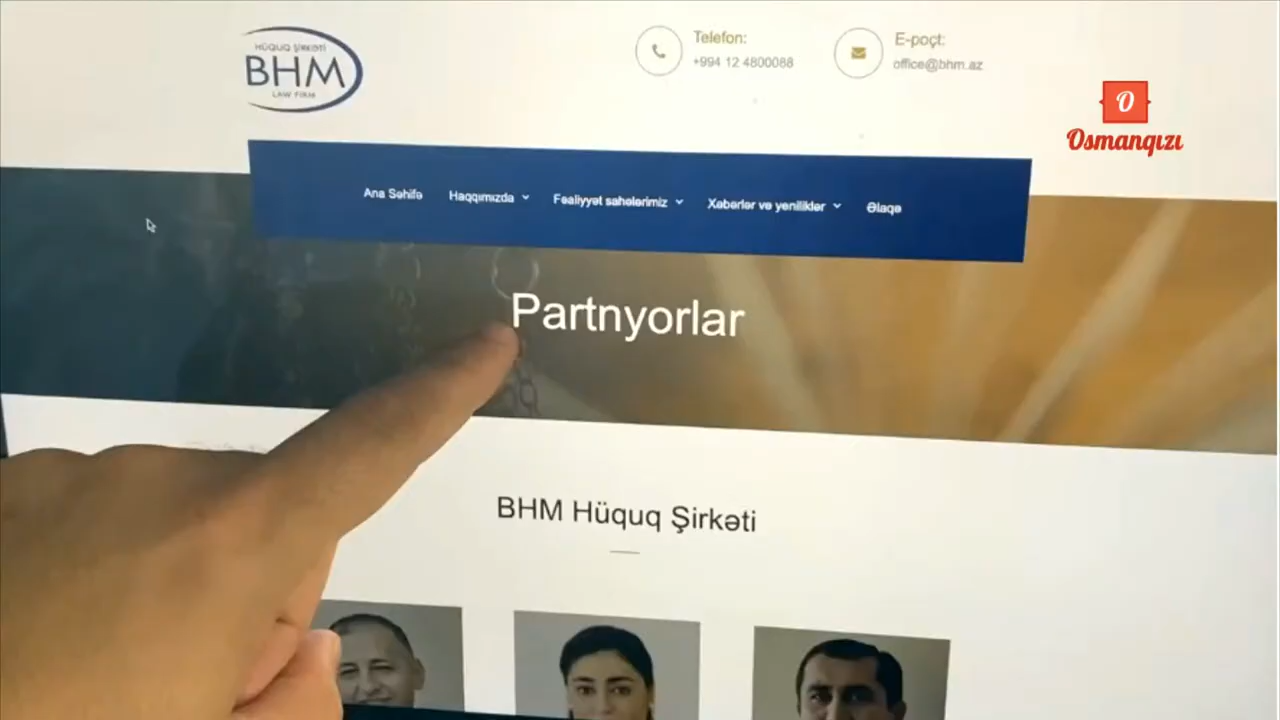 HÜQUQ ŞİRKƏTİ
BHM
LAW FIRM
Telefon:
+994 12 4800088
E-poçt:
office@bhm.az
O
Osmanqızı
Ana Səhifə
Haqqımızda
Fəaliyyət sahələrimiz
Xəbərlər və yeniliklər
Əlaqə
Partnyorlar
BHM Hüquq Şirkəti